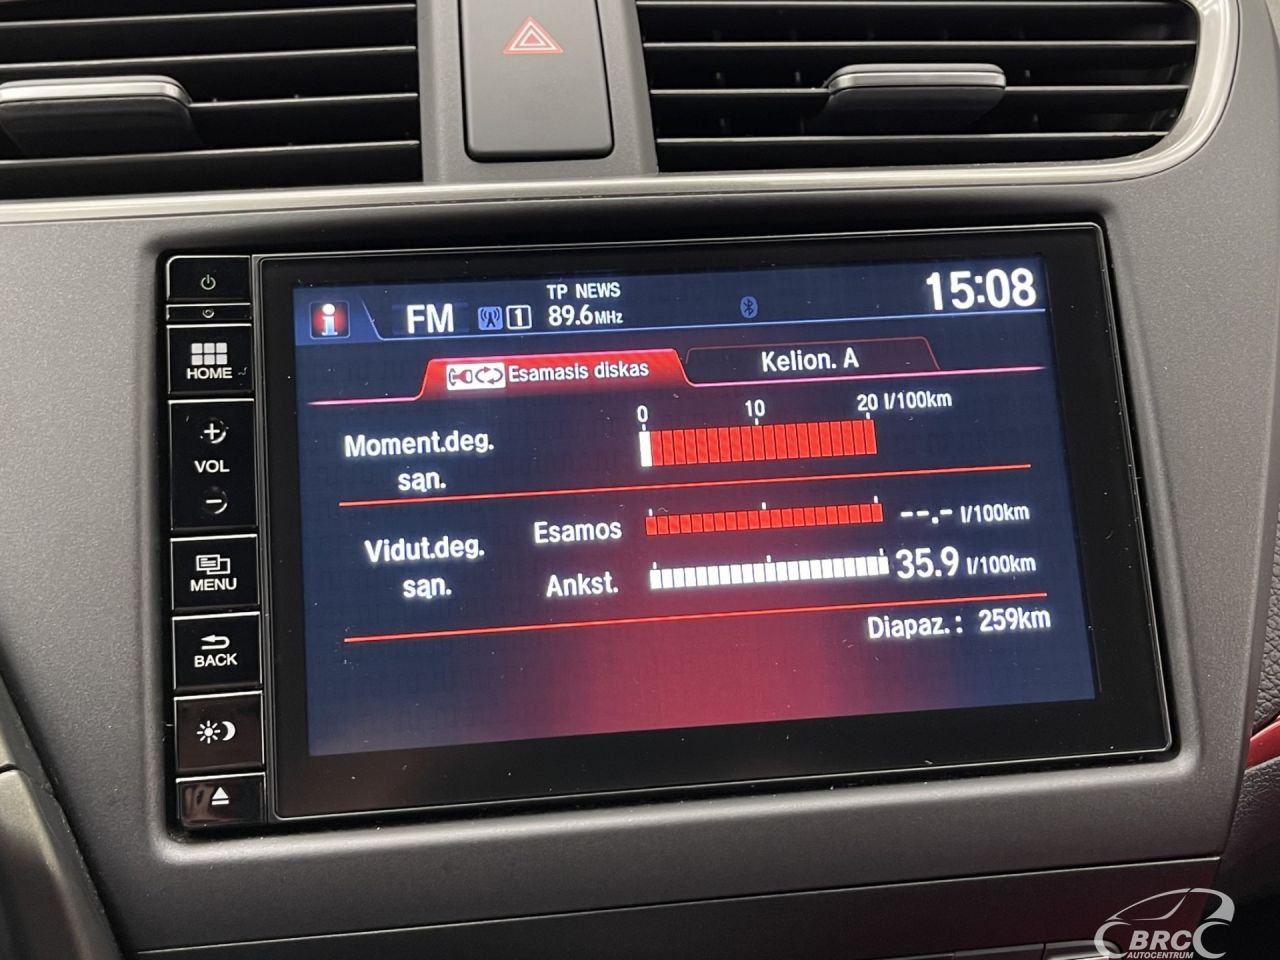 TP NEWS
FM 1 89.6MHz
15:08
Esamasis diskas
Kelion. A
0 10 20 l/100km
Moment.deg.
sąn.
Vidut.deg.
sąn.
Esamos --.- l/100km
Ankst. 35.9 l/100km
Diapaz.: 259km
HOME
+
VOL
−
MENU
BACK
BRC
AUTOCENTRUM